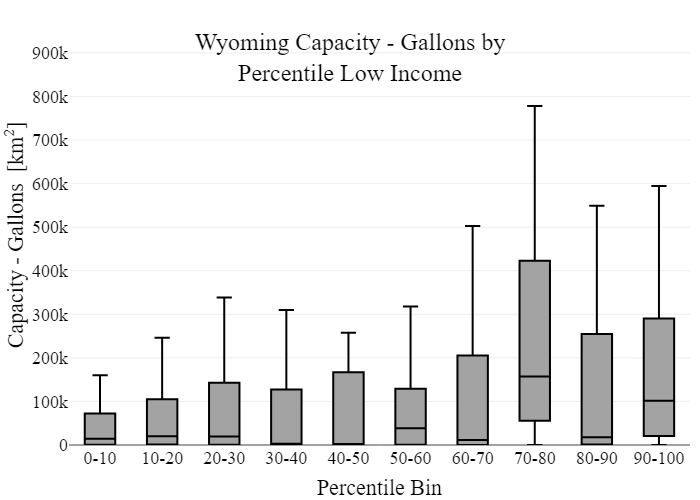 Wyoming Capacity - Gallons by
Percentile Low Income
Capacity - Gallons [km²]
900k
800k
700k
600k
500k
400k
300k
200k
100k
0
0-10 10-20 20-30 30-40 40-50 50-60 60-70 70-80 80-90 90-100
Percentile Bin